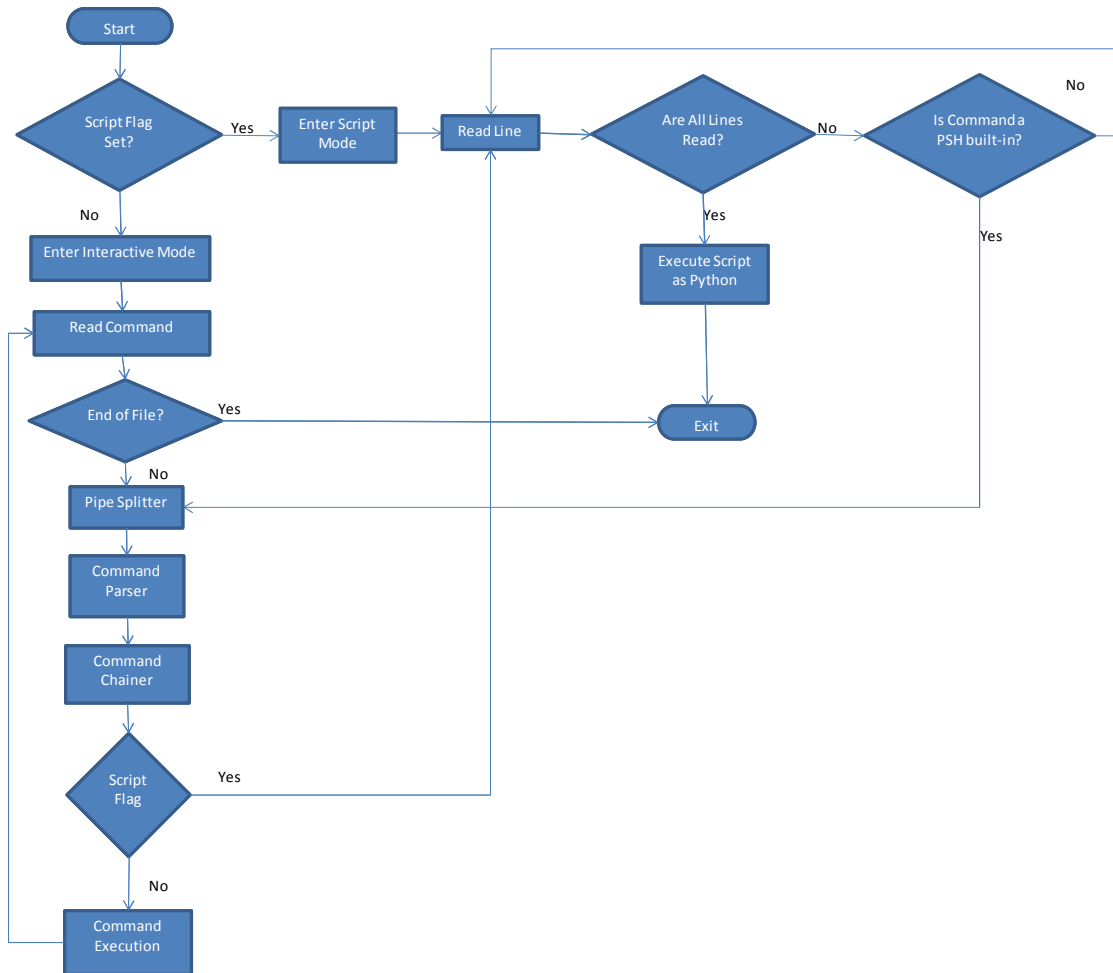 Start
Script Flag
Set?
Yes
Enter Script
Mode
Read Line
Are All Lines
Read?
No
Is Command a
PSH built-in?
No
No
Yes
Yes
Enter Interactive Mode
Execute Script
as Python
Read Command
End of File?
Yes
Exit
No
Pipe Splitter
Command
Parser
Command
Chainer
Script
Flag
Yes
No
Command
Execution